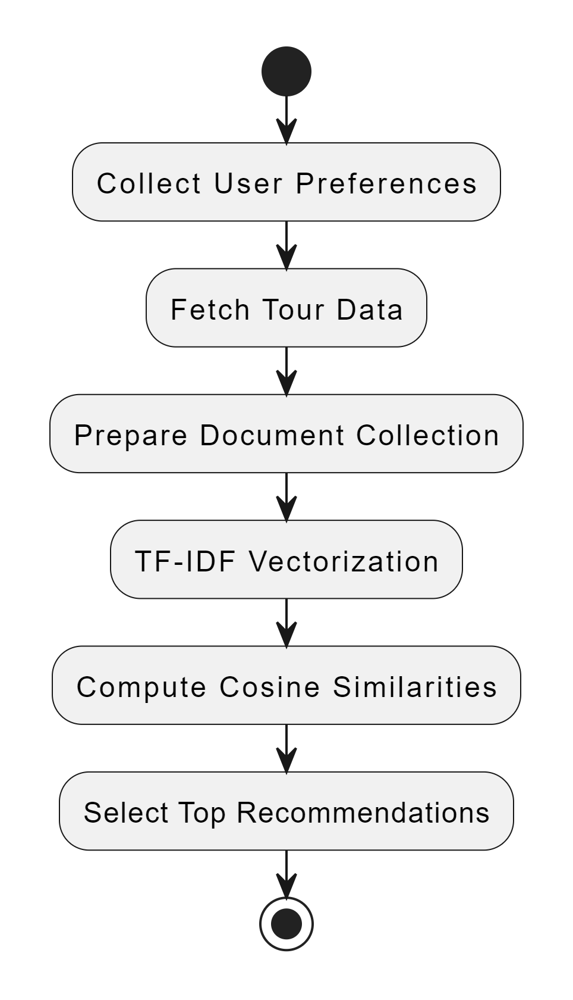 Collect User Preferences
Fetch Tour Data
Prepare Document Collection
TF-IDF Vectorization
Compute Cosine Similarities
Select Top Recommendations